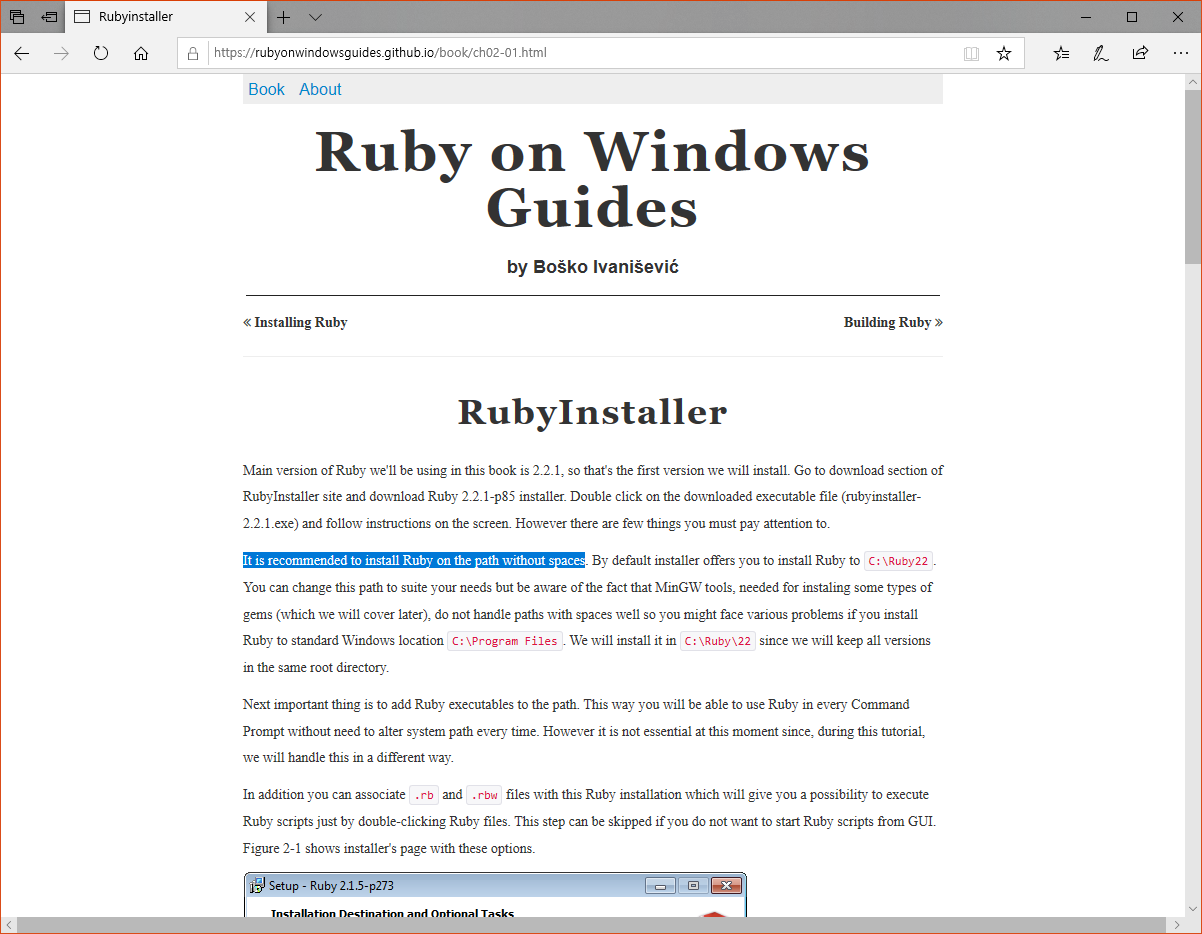 Rubyinstaller
https://rubyonwindowsguides.github.io/book/ch02-01.html
Book About
Ruby on Windows
Guides
by Boško Ivanišević
« Installing Ruby
Building Ruby »
RubyInstaller
Main version of Ruby we'll be using in this book is 2.2.1, so that's the first version we will install. Go to download section of
RubyInstaller site and download Ruby 2.2.1-p85 installer. Double click on the downloaded executable file (rubyinstaller-
2.2.1.exe) and follow instructions on the screen. However there are few things you must pay attention to.
It is recommended to install Ruby on the path without spaces. By default installer offers you to install Ruby to C:\Ruby22.
You can change this path to suite your needs but be aware of the fact that MinGW tools, needed for instaling some types of
gems (which we will cover later), do not handle paths with spaces well so you might face various problems if you install
Ruby to standard Windows location C:\Program Files. We will install it in C:\Ruby\22 since we will keep all versions
in the same root directory.
Next important thing is to add Ruby executables to the path. This way you will be able to use Ruby in every Command
Prompt without need to alter system path every time. However it is not essential at this moment since, during this tutorial,
we will handle this in a different way.
In addition you can associate .rb and .rbw files with this Ruby installation which will give you a possibility to execute
Ruby scripts just by double-clicking Ruby files. This step can be skipped if you do not want to start Ruby scripts from GUI.
Figure 2-1 shows installer's page with these options.
Setup - Ruby 2.1.5-p273
Installation Destination and Optional Tasks